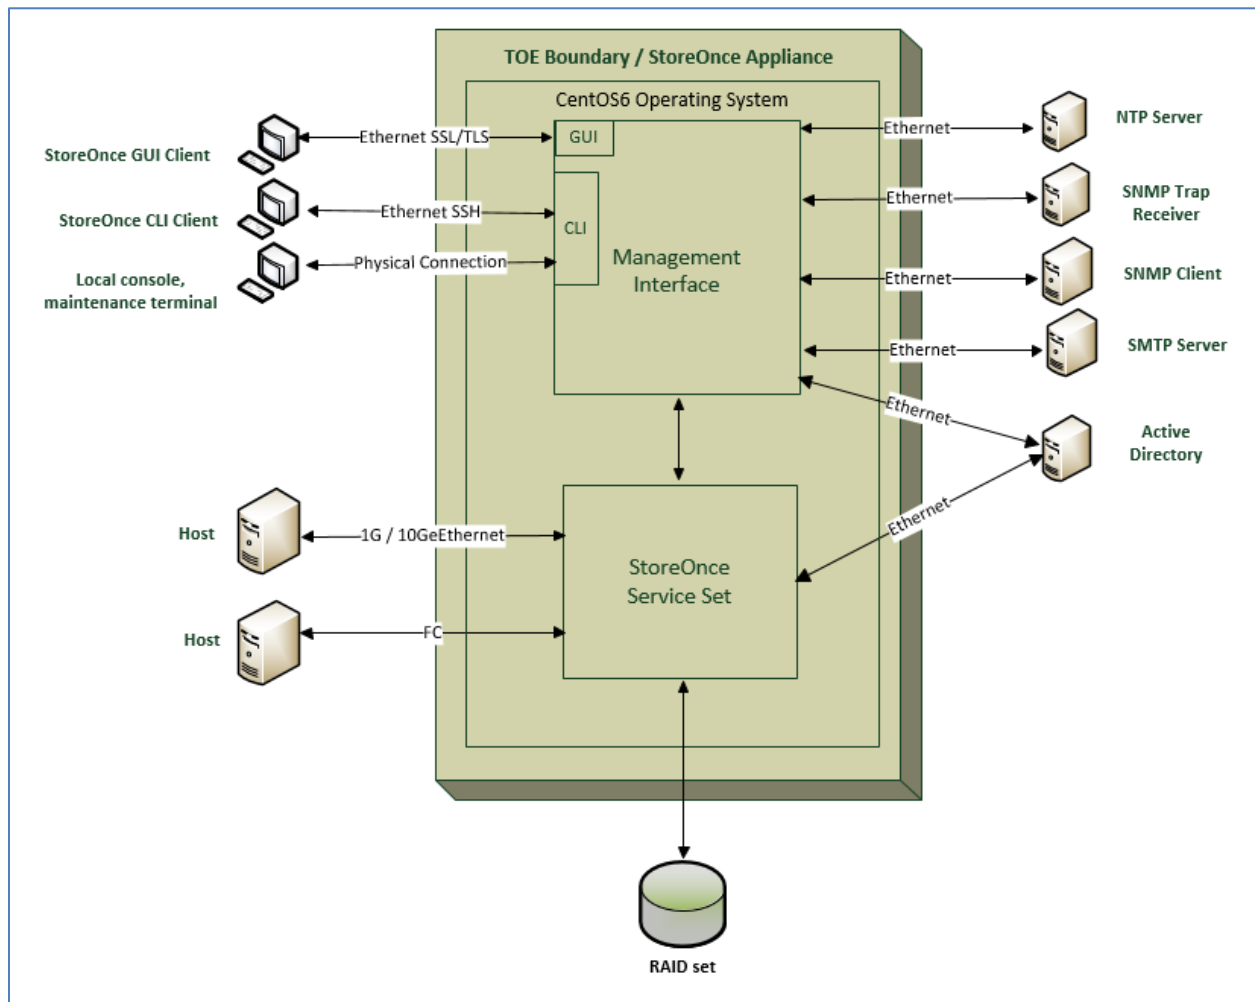 TOE Boundary / StoreOnce Appliance
CentOS6 Operating System
StoreOnce GUI Client
Ethernet SSL/TLS
GUI
Ethernet
NTP Server
StoreOnce CLI Client
Ethernet SSH
CLI
Ethernet
SNMP Trap
Receiver
Local console,
maintenance terminal
Physical Connection
Management
Interface
Ethernet
SNMP Client
Ethernet
SMTP Server
Ethernet
Active
Directory
Ethernet
Host
1G / 10GeEthernet
StoreOnce
Service Set
Host
FC
RAID set